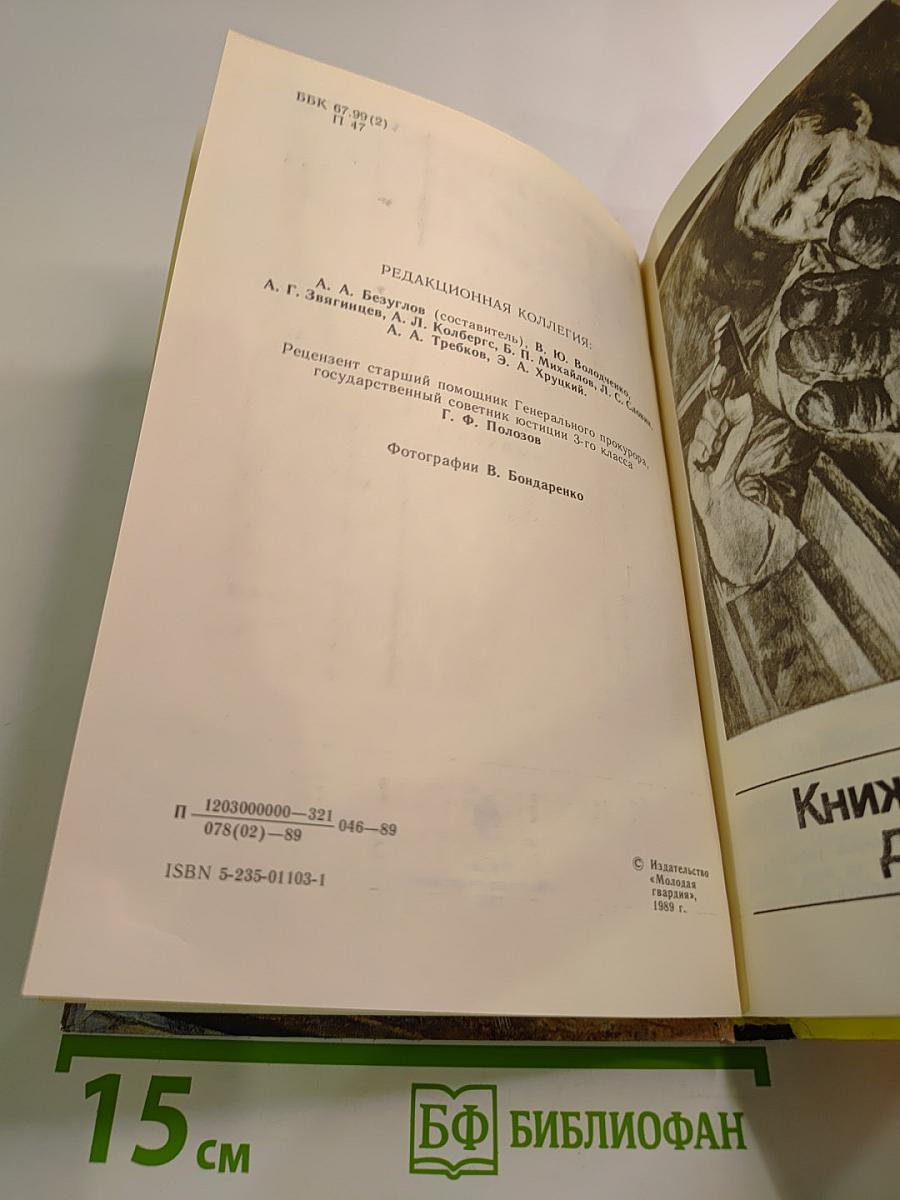 ББК 67.99(2)
П 47
РЕДАКЦИОННАЯ КОЛЛЕГИЯ:
А. А. Безуглов (составитель), В. Ю. Володченко,
А. Г. Звягинцев, А. Л. Колбергс, Б. П. Михайлов, Л. С. Словин,
А. А. Требков, Э. А. Хруцкий.
Рецензент старший помощник Генерального прокурора,
государственный советник юстиции 3-го класса
Г. Ф. Полозов
Фотографии В. Бондаренко
П 1203000000—321
078(02)—89 046—89
ISBN 5-235-01103-1
© Издательство
«Молодая
гвардия»,
1989 г.
Книж
Д
15 см
БФ БИБЛИОФАН